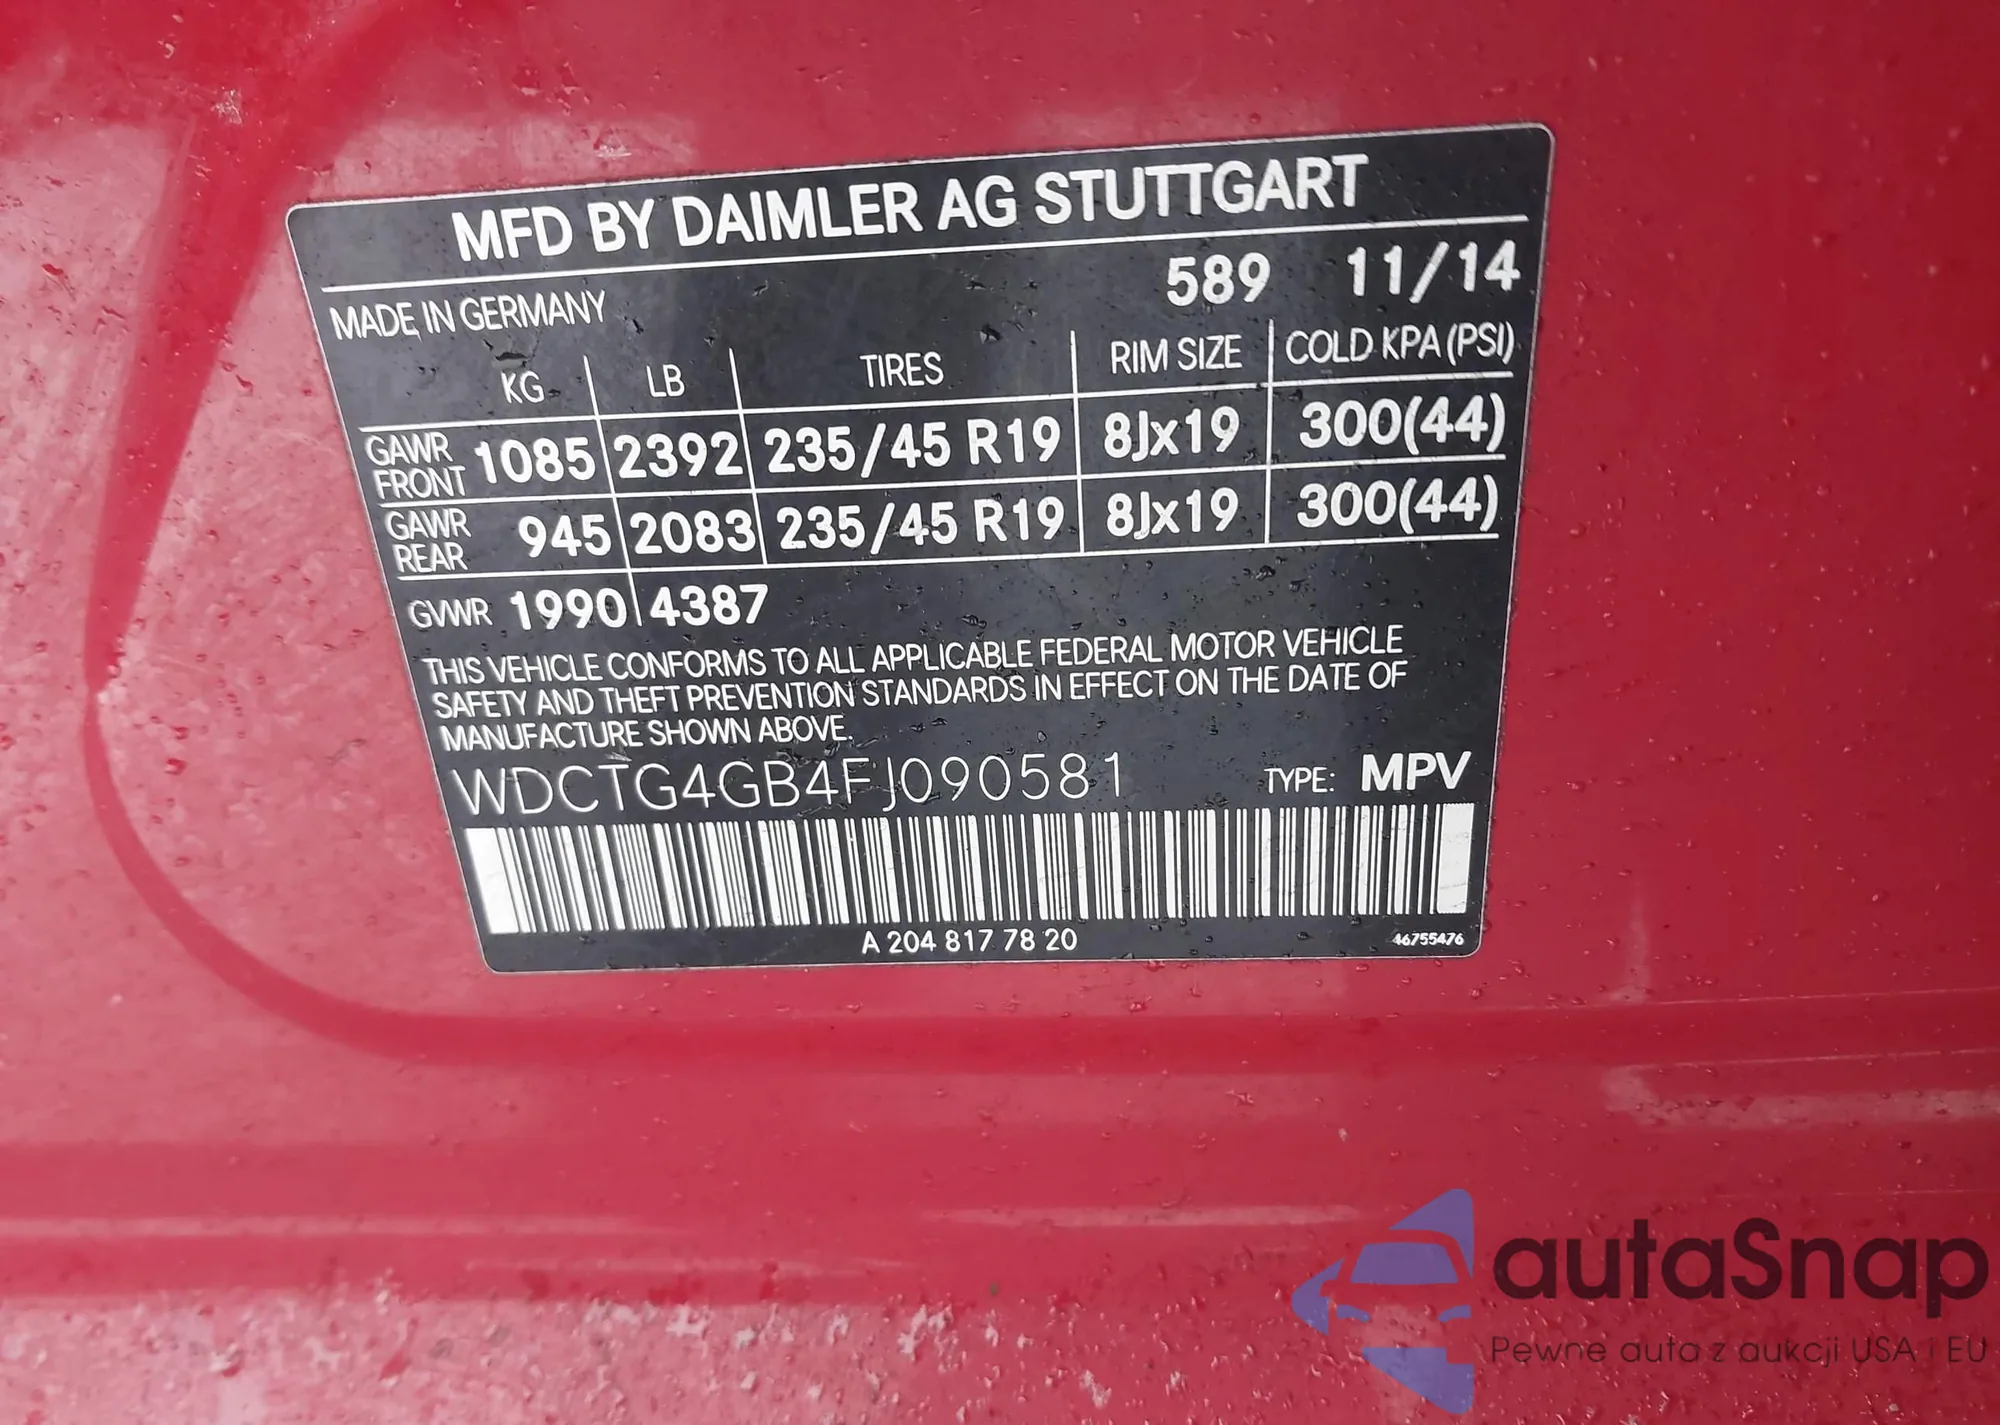 MFD BY DAIMLER AG STUTTGART
589 11/14
MADE IN GERMANY
KG LB TIRES RIM SIZE COLD KPA (PSI)
GAWR FRONT 1085 2392 235/45 R19 8Jx19 300(44)
GAWR REAR 945 2083 235/45 R19 8Jx19 300(44)
GVWR 1990 4387
THIS VEHICLE CONFORMS TO ALL APPLICABLE FEDERAL MOTOR VEHICLE
SAFETY AND THEFT PREVENTION STANDARDS IN EFFECT ON THE DATE OF
MANUFACTURE SHOWN ABOVE.
WDCTG4GB4FJ090581 TYPE: MPV
A 204 817 78 20 46755476
autaSnap
Pewne auta z aukcji USA i EU